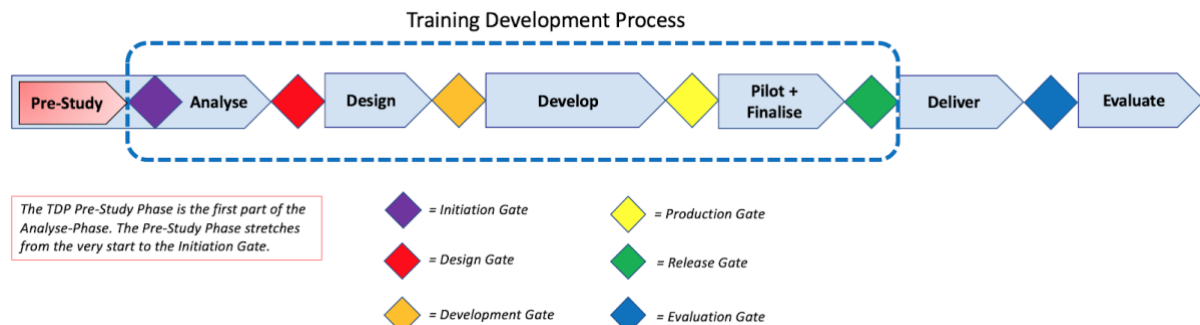 Training Development Process
Pre-Study
Analyse
Design
Develop
Pilot +
Finalise
Deliver
Evaluate
The TDP Pre-Study Phase is the first part of the
Analyse-Phase. The Pre-Study Phase stretches
from the very start to the Initiation Gate.
= Initiation Gate
= Design Gate
= Development Gate
= Production Gate
= Release Gate
= Evaluation Gate